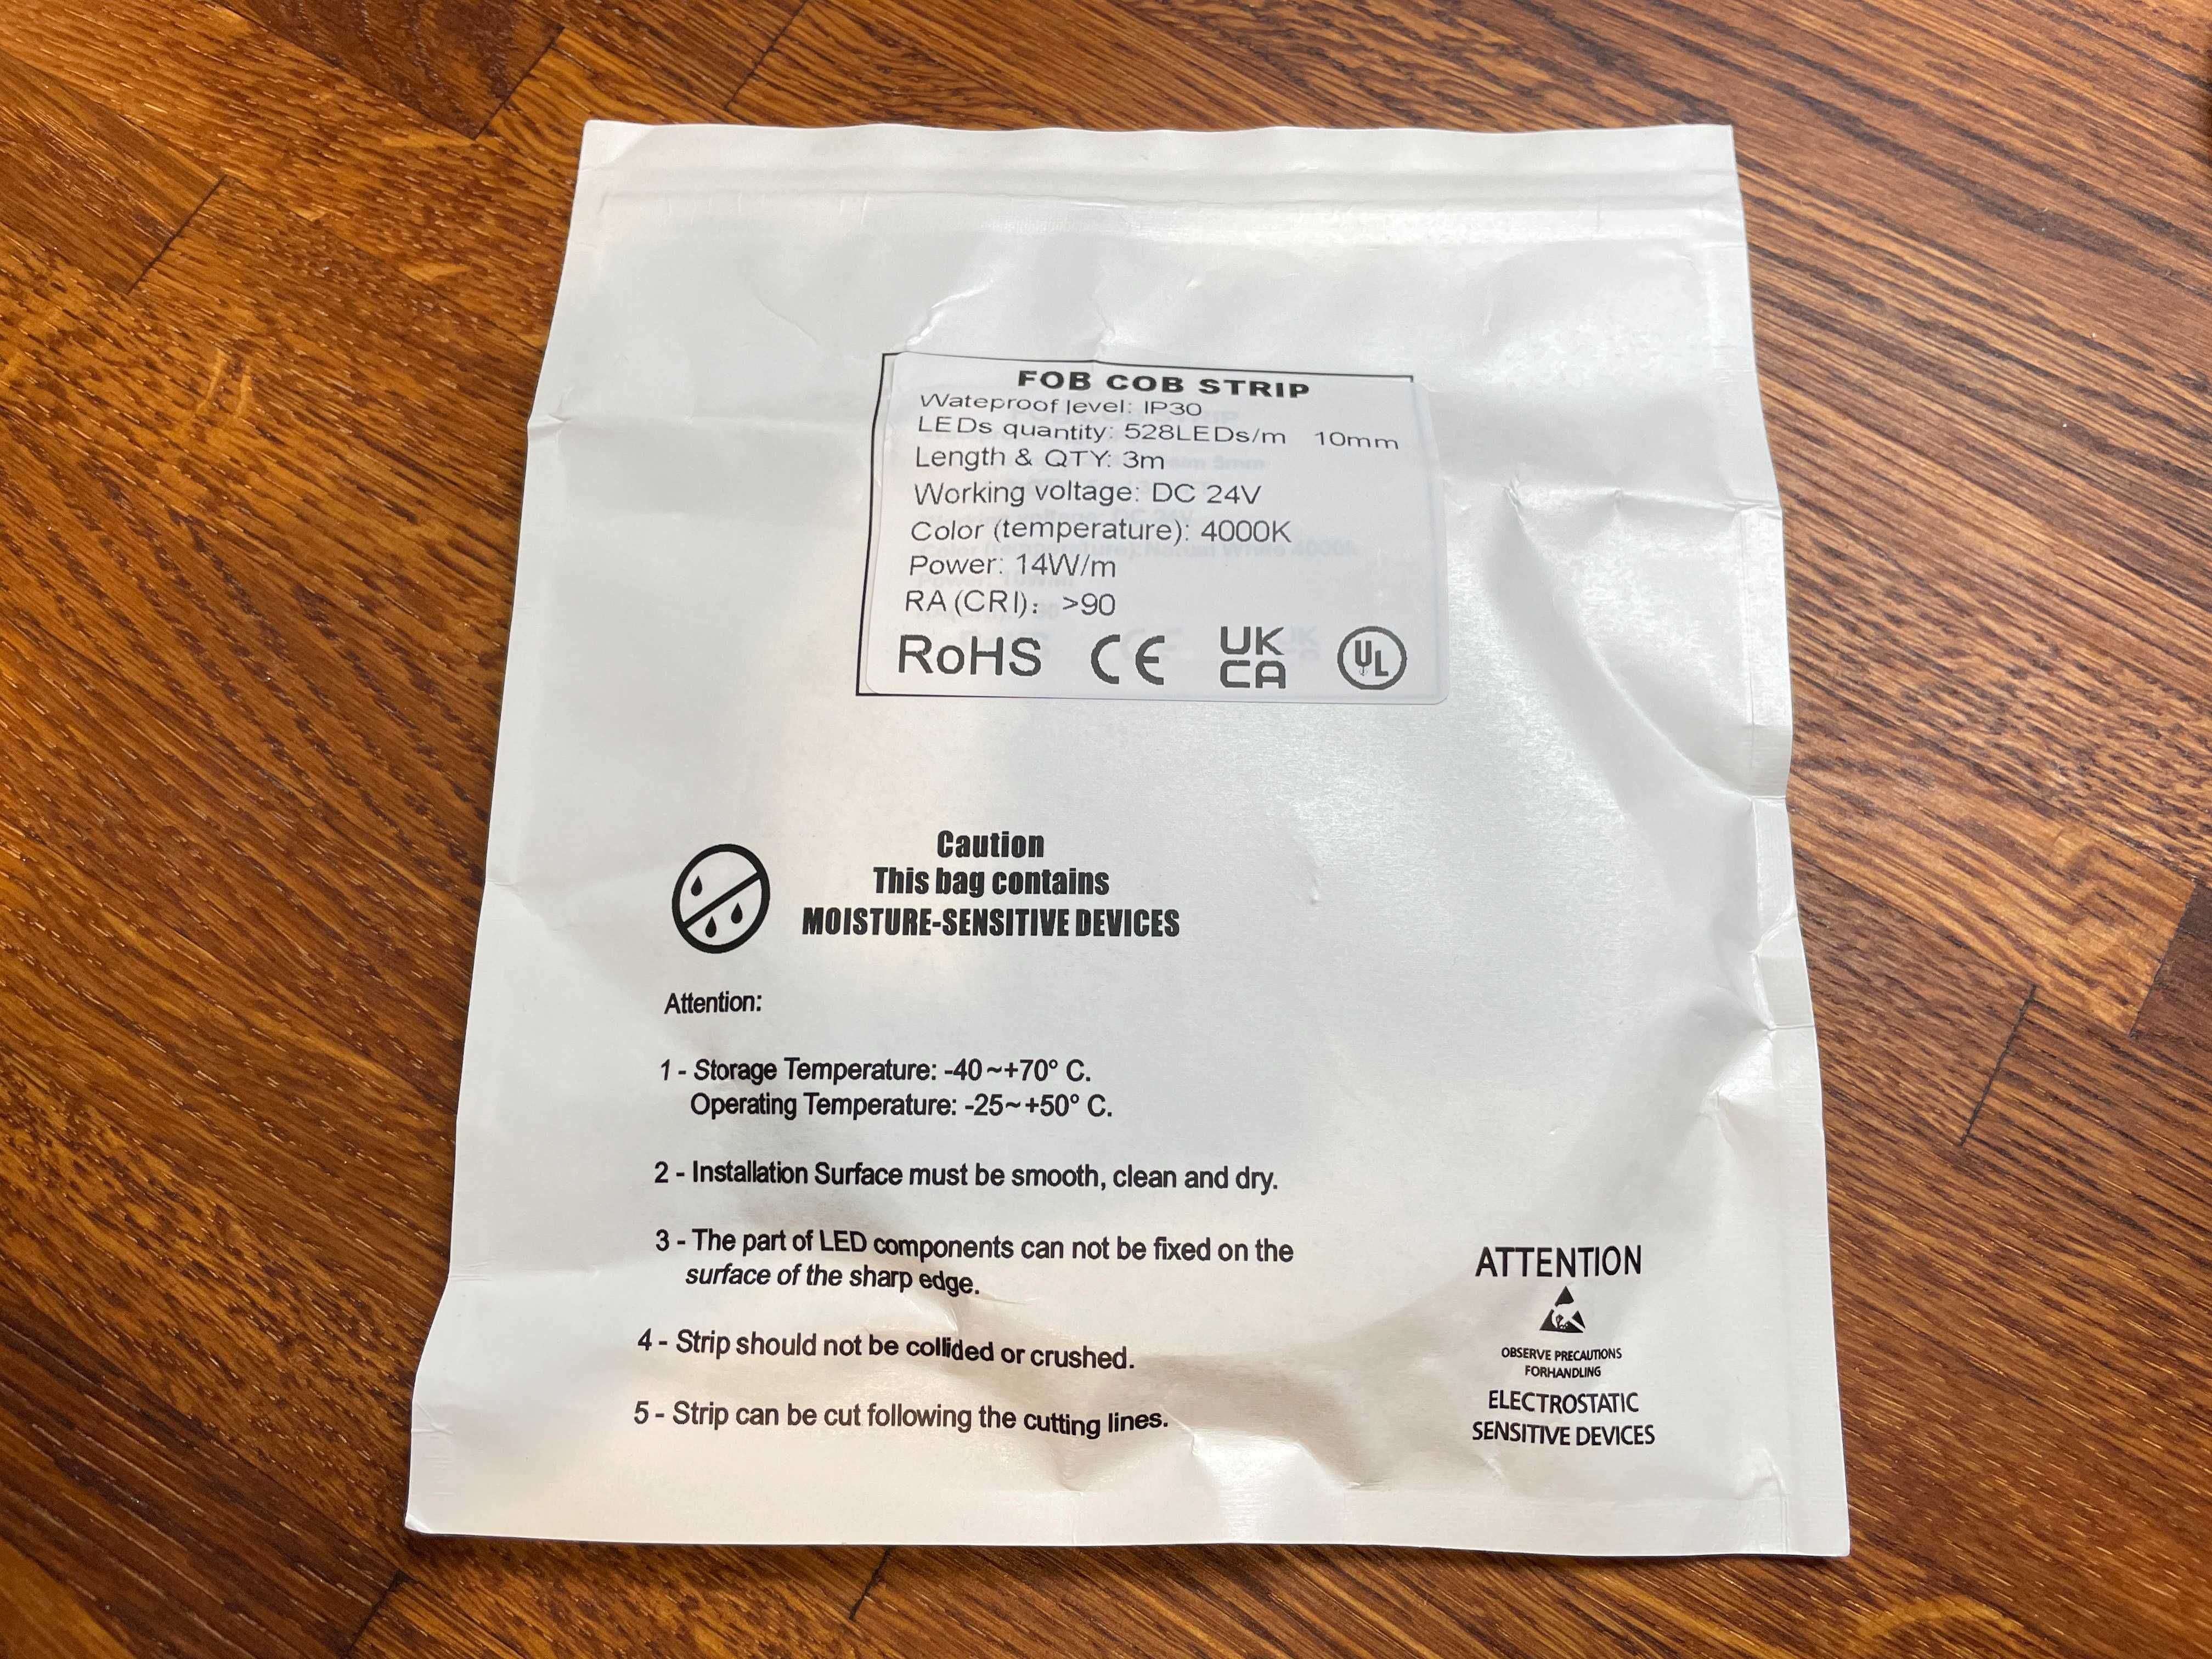 FOB COB STRIP
Wateproof level: IP30
LEDs quantity: 528LEDs/m 10mm
Length & QTY: 3m
Working voltage: DC 24V
Color (temperature): 4000K
Power: 14W/m
RA (CRI): >90
RoHS CE UK CA UL
Caution
This bag contains
MOISTURE-SENSITIVE DEVICES
Attention:
1 - Storage Temperature: -40~+70° C.
Operating Temperature: -25~+50° C.
2 - Installation Surface must be smooth, clean and dry.
3 - The part of LED components can not be fixed on the
surface of the sharp edge.
4 - Strip should not be collided or crushed.
5 - Strip can be cut following the cutting lines.
ATTENTION
OBSERVE PRECAUTIONS
FORHANDLING
ELECTROSTATIC
SENSITIVE DEVICES